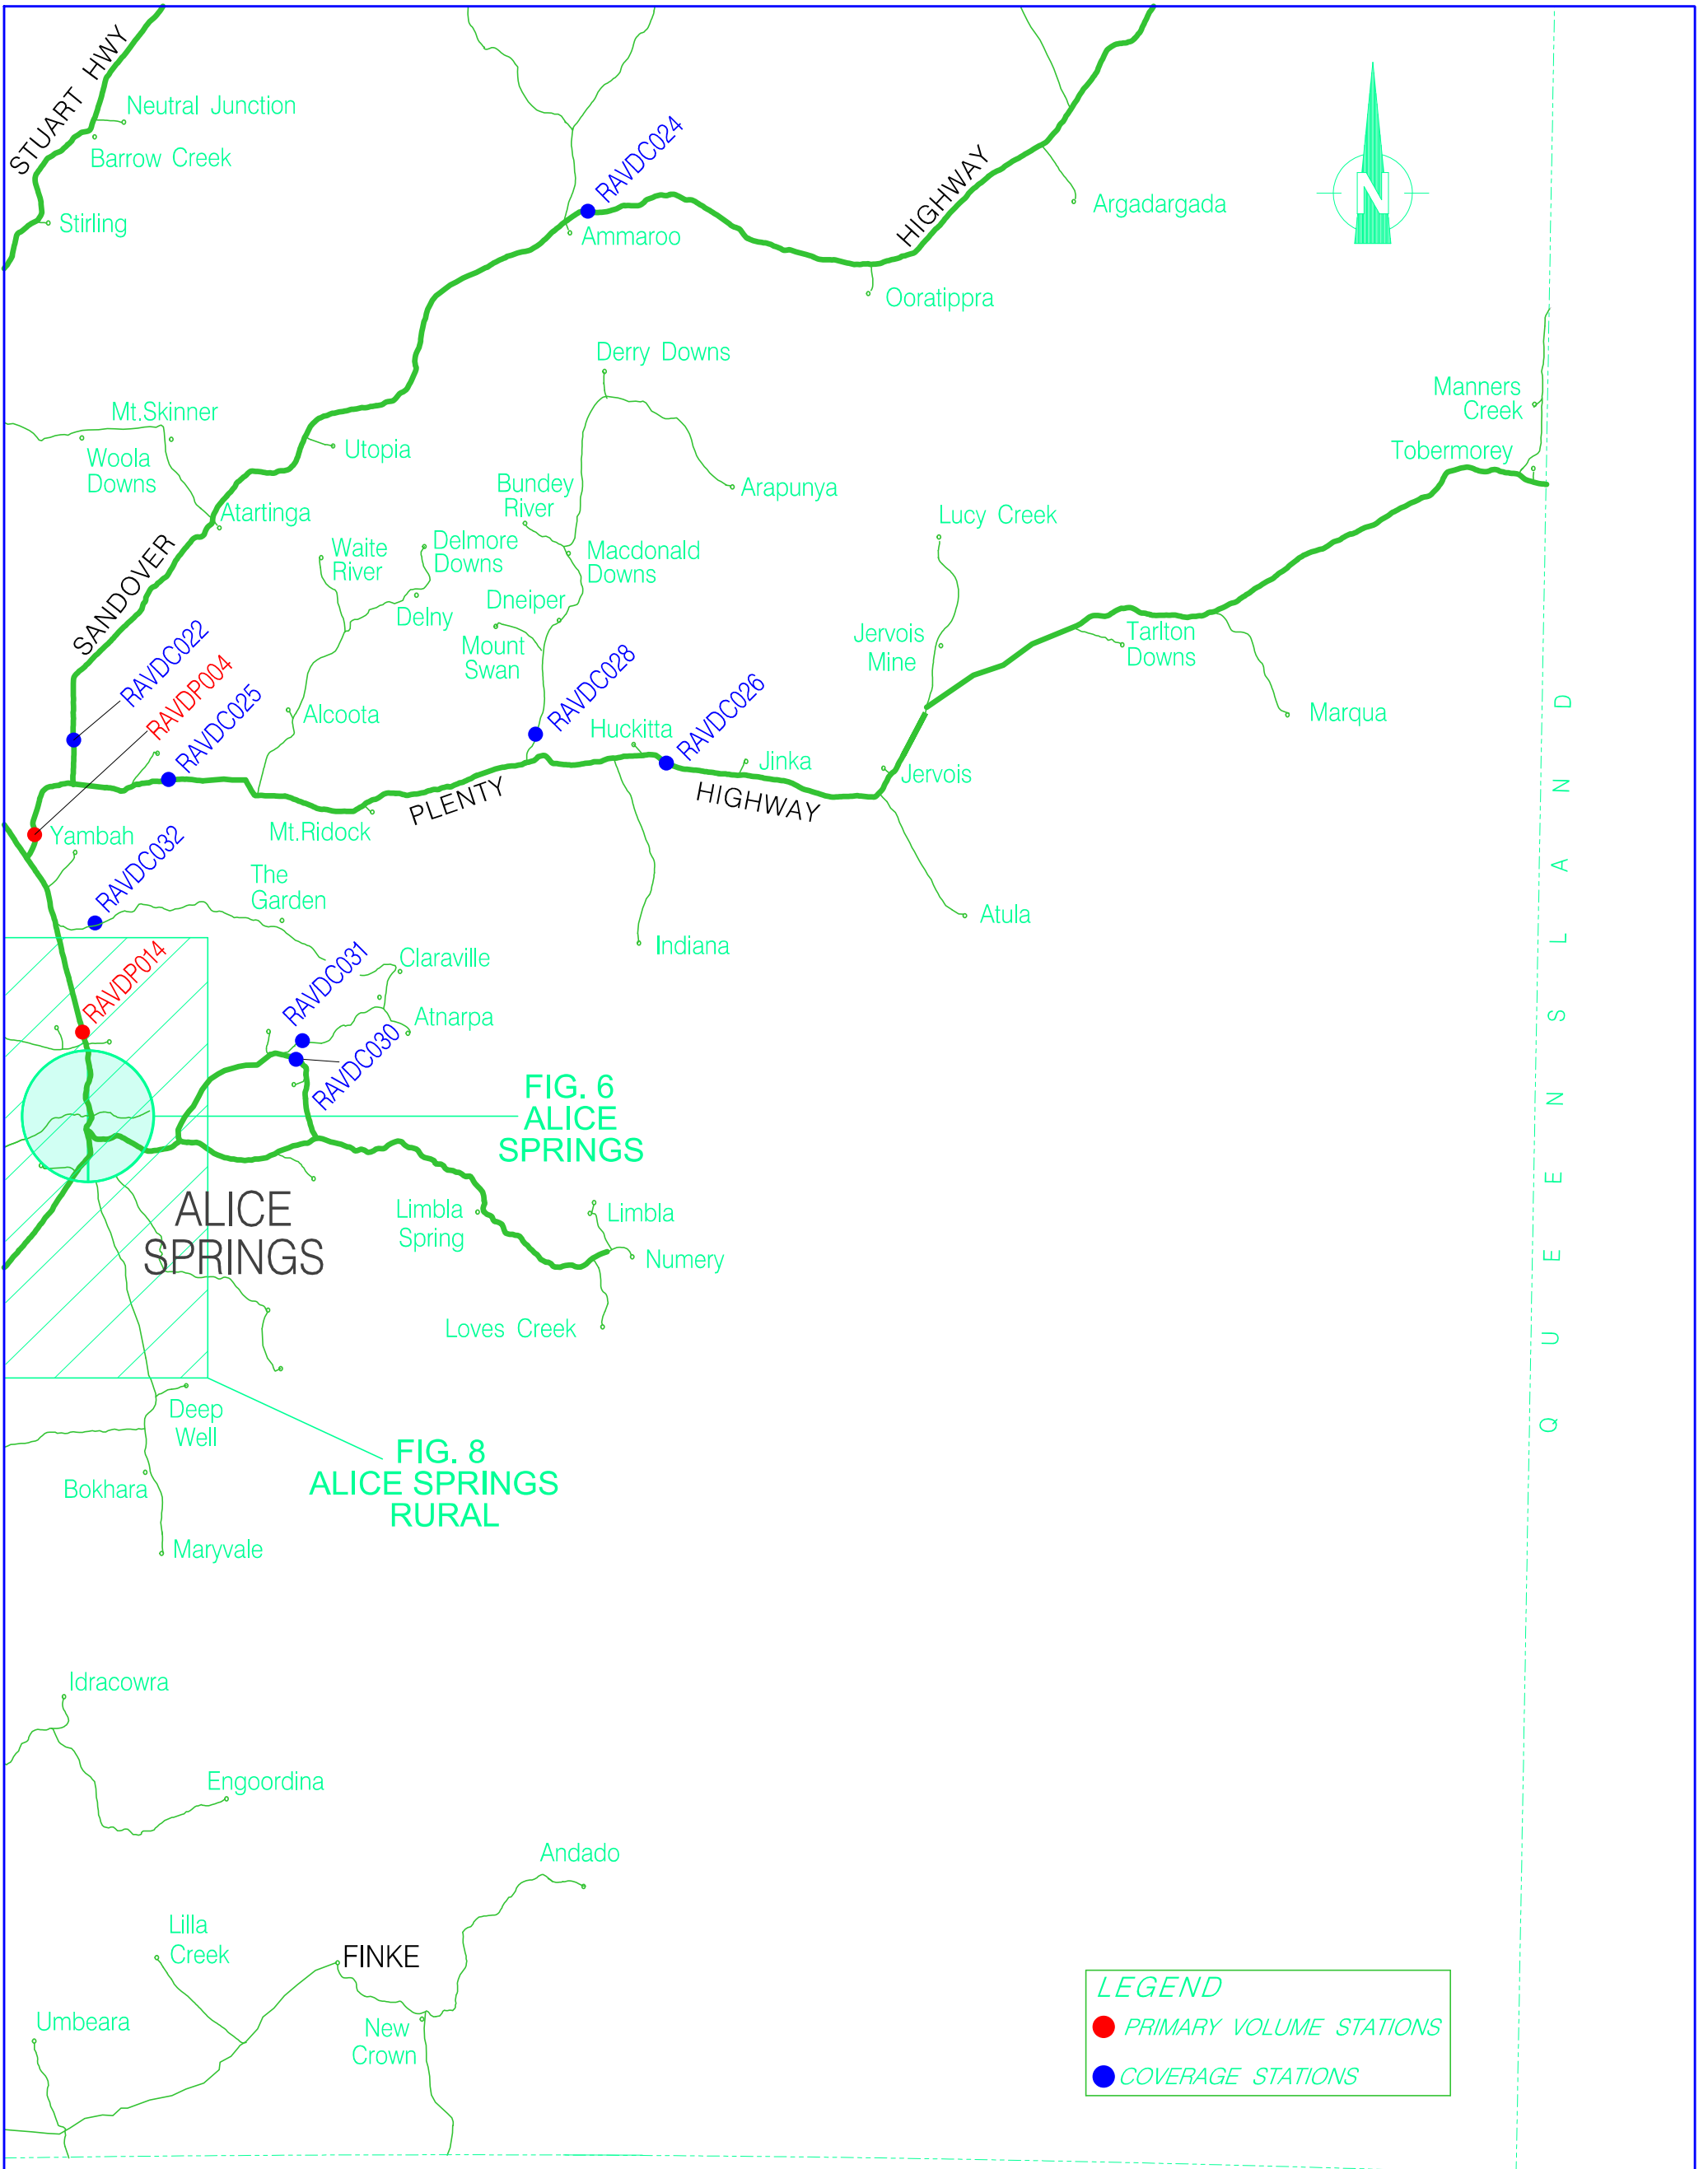 STUART HWY
Neutral Junction
Barrow Creek
Stirling
RAVDC024
Ammaroo
HIGHWAY
Argadargada
N
Ooratippra
Derry Downs
Manners
Creek
Tobermorey
Mt.Skinner
Woola
Downs
Utopia
Bundey
River
Arapunya
Atartinga
Lucy Creek
Waite
River
Delmore
Downs
Macdonald
Downs
SANDOVER
Delny
Dneiper
Mount
Swan
Jervois
Mine
Tarlton
Downs
RAVDC022
RAVDP004
RAVDC025
Alcoota
RAVDC028
Huckitta
RAVDC026
Marqua
Jinka
Jervois
PLENTY
HIGHWAY
Mt.Ridock
Yambah
RAVDC032
The
Garden
Atula
Indiana
RAVDP014
RAVDC031
Claraville
Atnarpa
RAVDC030
QUEENSLAND
FIG. 6
ALICE
SPRINGS
ALICE
SPRINGS
Limbla
Spring
Limbla
Numery
Loves Creek
Deep
Well
FIG. 8
ALICE SPRINGS
RURAL
Bokhara
Maryvale
Idracowra
Engoordina
Andado
Lilla
Creek
FINKE
Umbeara
New
Crown
LEGEND
PRIMARY VOLUME STATIONS
COVERAGE STATIONS